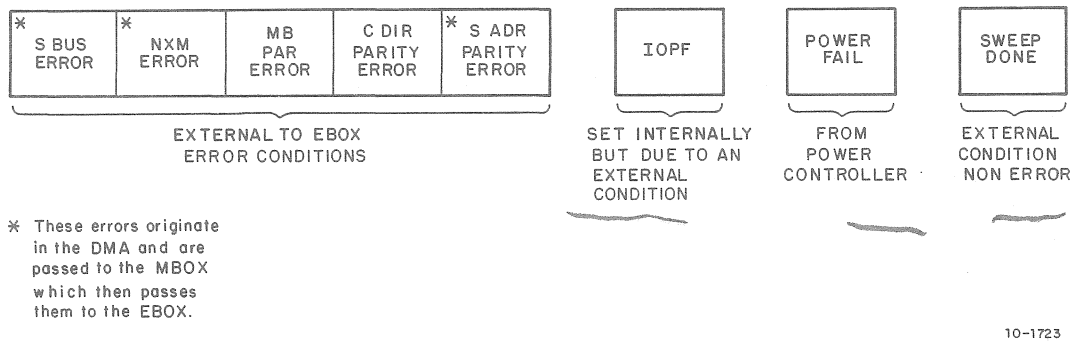 * S BUS ERROR
* NXM ERROR
MB PAR ERROR
C DIR PARITY ERROR
* S ADR PARITY ERROR
IOPF
POWER FAIL
SWEEP DONE
EXTERNAL TO EBOX
ERROR CONDITIONS
SET INTERNALLY
BUT DUE TO AN
EXTERNAL
CONDITION
FROM
POWER
CONTROLLER
EXTERNAL
CONDITION
NON ERROR
* These errors originate
in the DMA and are
passed to the MBOX
which then passes
them to the EBOX.
10-1723